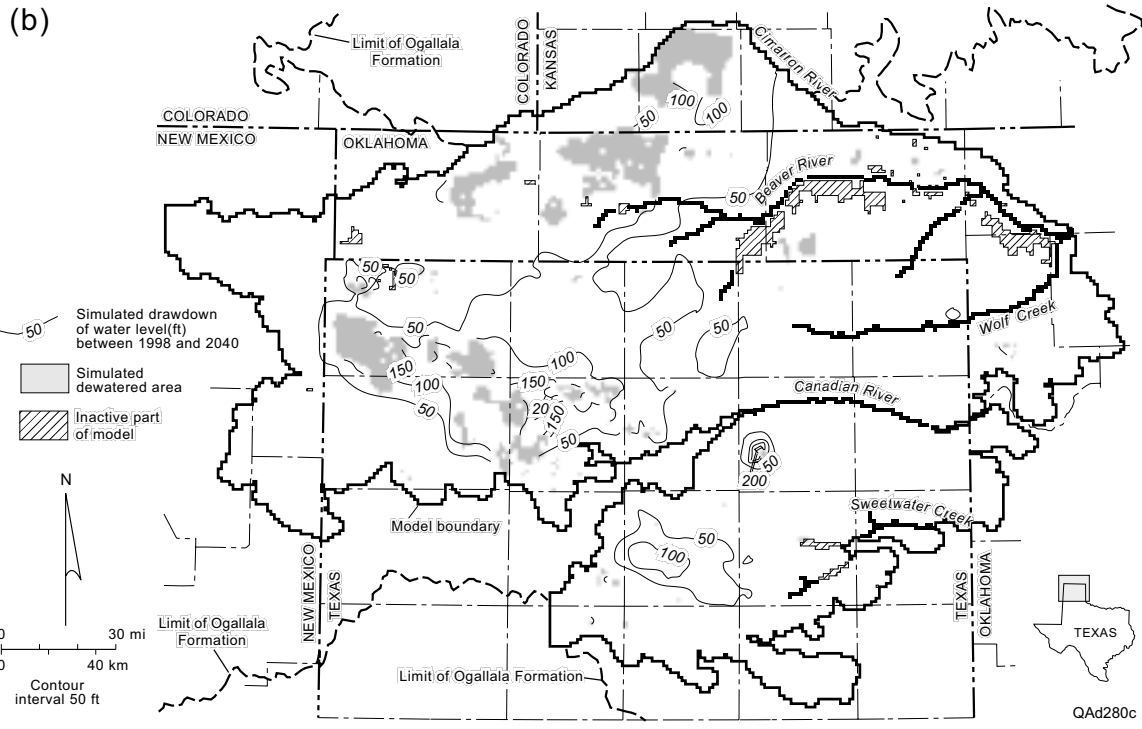 (b)
Limit of Ogallala
Formation
COLORADO
KANSAS
Cimarron River
100
50
100
COLORADO
NEW MEXICO
OKLAHOMA
Beaver River
50
50
50
50
Simulated drawdown
of water level(ft)
between 1998 and 2040
50
50
50
50
Wolf Creek
Simulated
dewatered area
150
100
100
150
Canadian River
Inactive part
of model
50
20
150
50
50
200
N
Model boundary
Sweetwater Creek
50
100
NEW MEXICO
TEXAS
TEXAS
OKLAHOMA
Limit of Ogallala
Formation
0 30 mi
0 40 km
Contour
interval 50 ft
Limit of Ogallala Formation
TEXAS
QAd280c